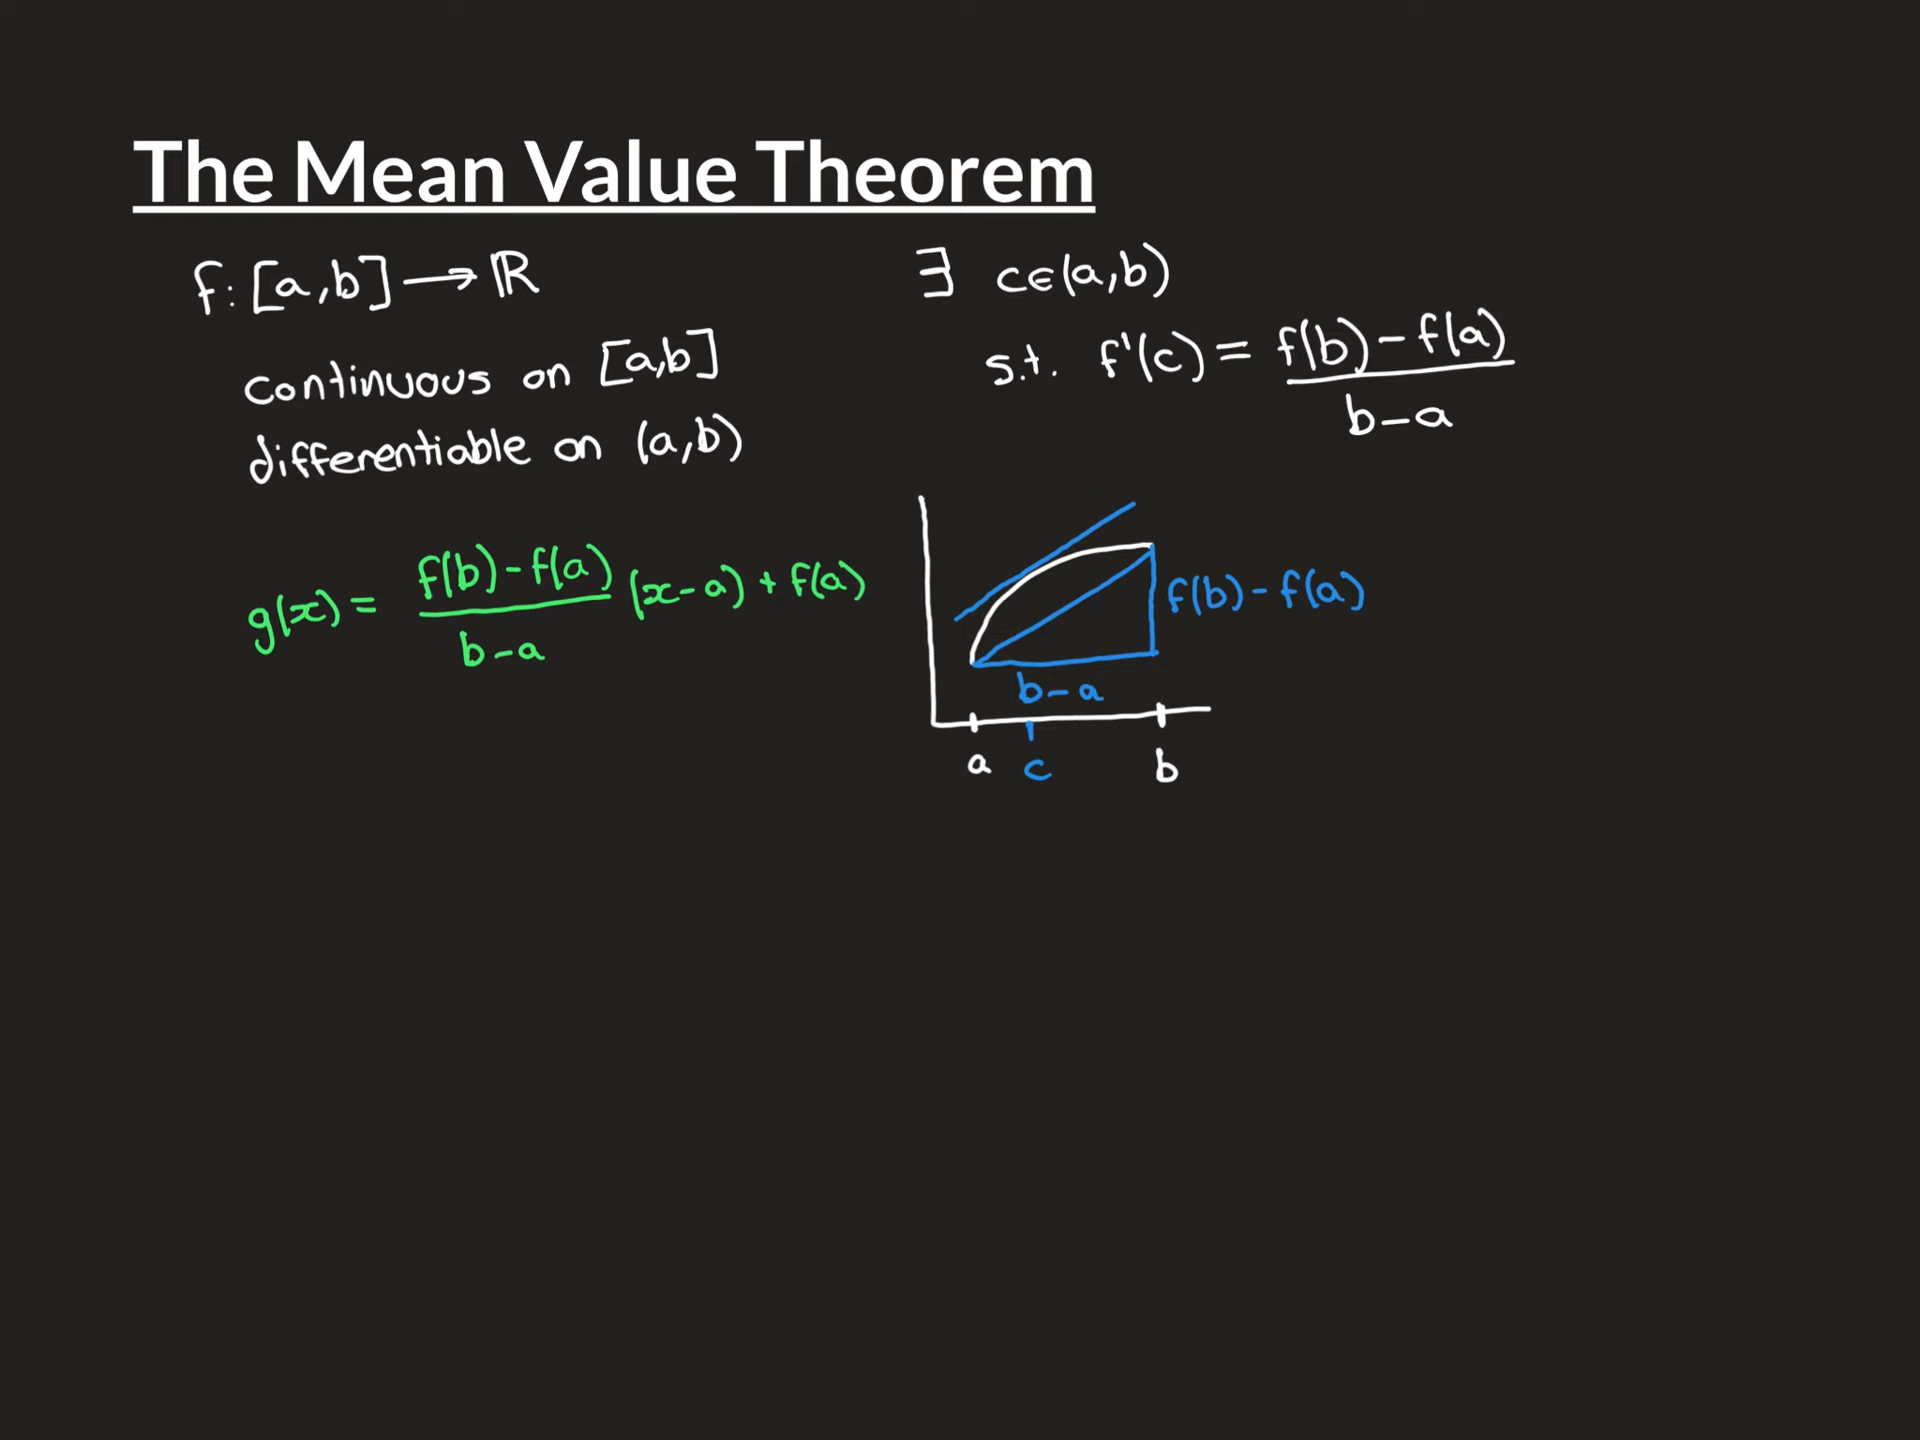 The Mean Value Theorem
f: [a,b] ⟶ ℝ
continuous on [a,b]
differentiable on (a,b)
∃ c∈(a,b)
s.t. f'(c) = f(b)-f(a)
b-a
g(x) = f(b)-f(a) (x-a) + f(a)
b-a
f(b)-f(a)
b-a
a c b